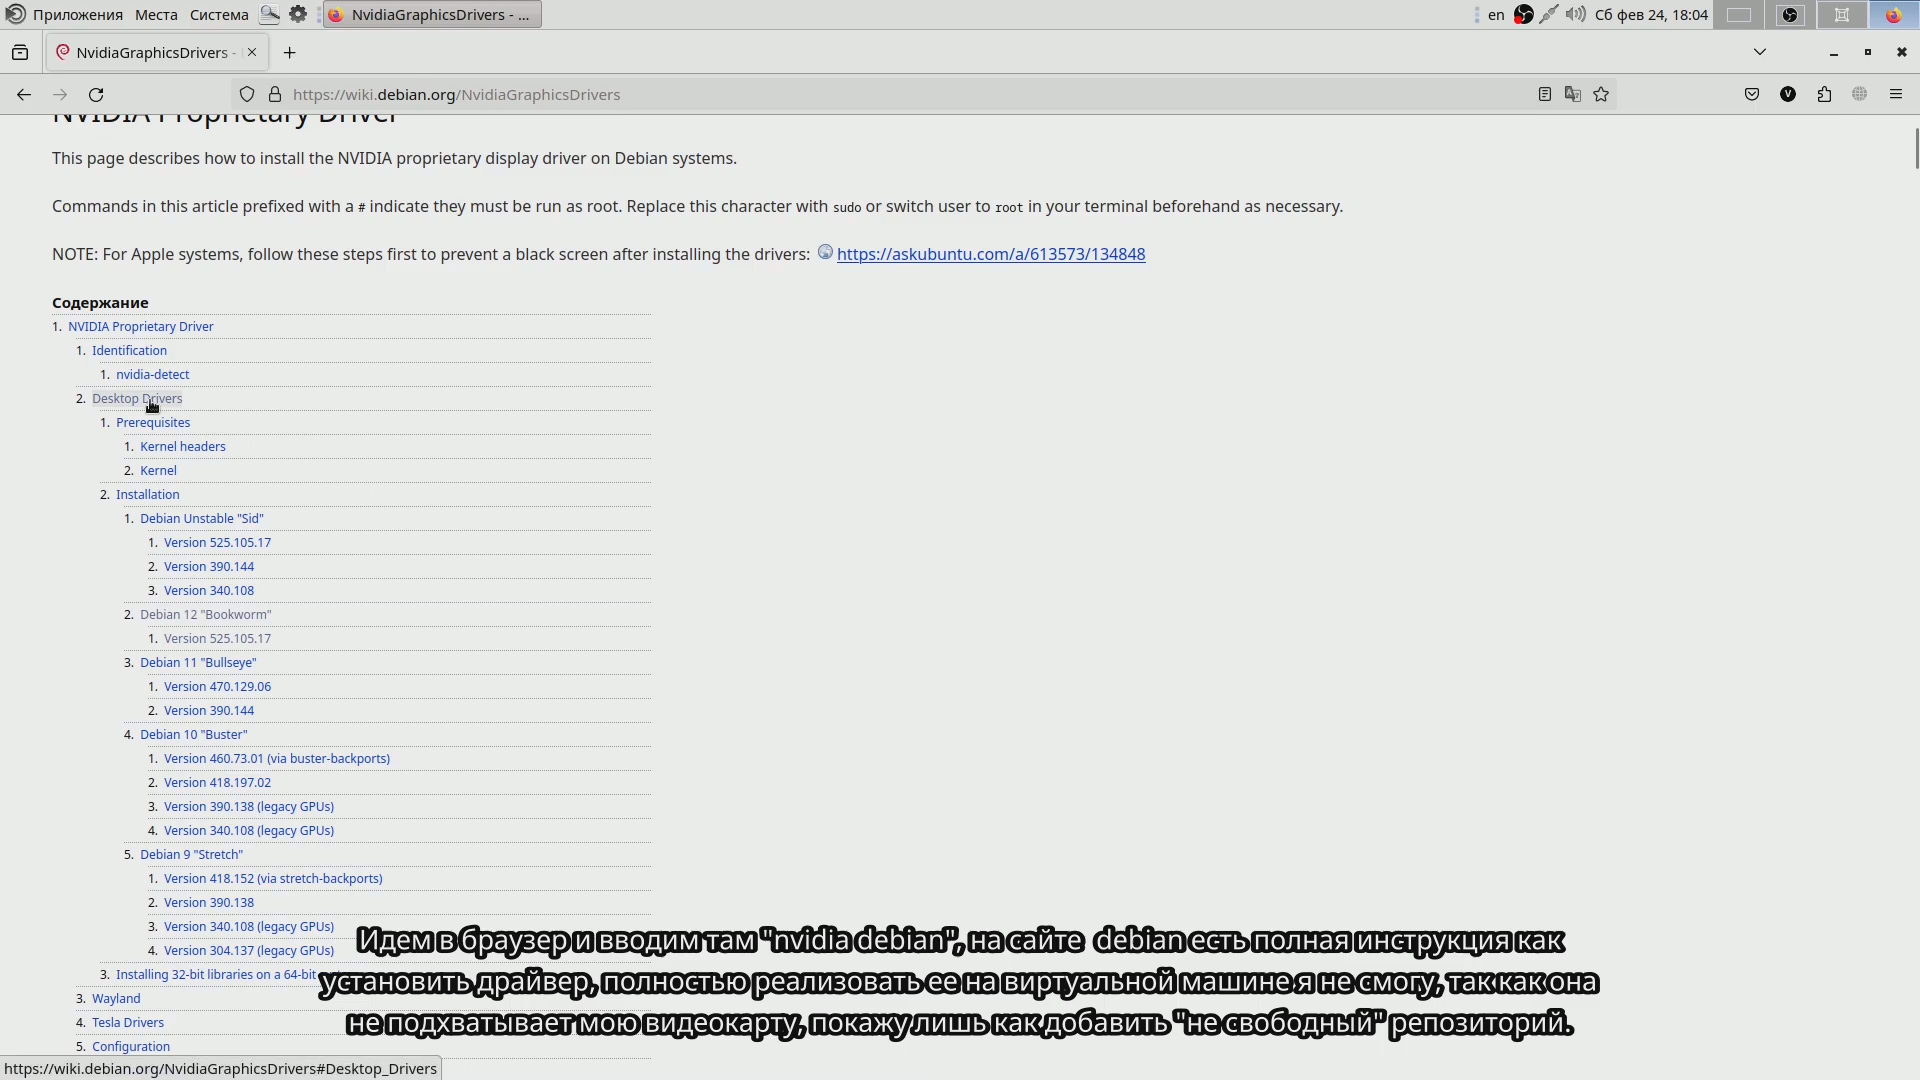 Приложения Места Система NvidiaGraphicsDrivers - ... en Сб фев 24, 18:04
NvidiaGraphicsDrivers -
https://wiki.debian.org/NvidiaGraphicsDrivers V
NVIDIA Proprietary Driver
This page describes how to install the NVIDIA proprietary display driver on Debian systems.
Commands in this article prefixed with a # indicate they must be run as root. Replace this character with sudo or switch user to root in your terminal beforehand as necessary.
NOTE: For Apple systems, follow these steps first to prevent a black screen after installing the drivers: https://askubuntu.com/a/613573/134848
Содержание
1. NVIDIA Proprietary Driver
1. Identification
1. nvidia-detect
2. Desktop Drivers
1. Prerequisites
1. Kernel headers
2. Kernel
2. Installation
1. Debian Unstable "Sid"
1. Version 525.105.17
2. Version 390.144
3. Version 340.108
2. Debian 12 "Bookworm"
1. Version 525.105.17
3. Debian 11 "Bullseye"
1. Version 470.129.06
2. Version 390.144
4. Debian 10 "Buster"
1. Version 460.73.01 (via buster-backports)
2. Version 418.197.02
3. Version 390.138 (legacy GPUs)
4. Version 340.108 (legacy GPUs)
5. Debian 9 "Stretch"
1. Version 418.152 (via stretch-backports)
2. Version 390.138
3. Version 340.108 (legacy GPUs)
4. Version 304.137 (legacy GPUs)
3. Installing 32-bit libraries on a 64-bit
3. Wayland
4. Tesla Drivers
5. Configuration
Идем в браузер и вводим там "nvidia debian", на сайте debian есть полная инструкция как
установить драйвер, полностью реализовать ее на виртуальной машине я не смогу, так как она
не подхватывает мою видеокарту, покажу лишь как добавить "не свободный" репозиторий.
https://wiki.debian.org/NvidiaGraphicsDrivers#Desktop_Drivers